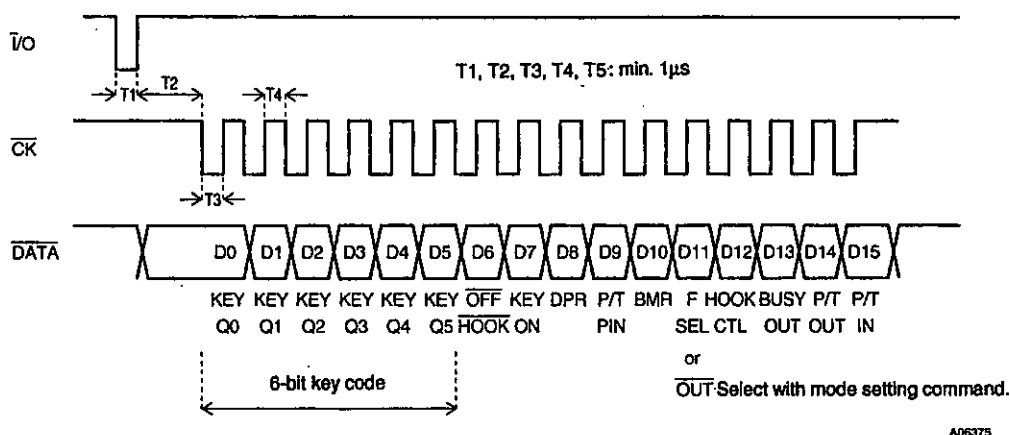 I/O
T1 T2
T1, T2, T3, T4, T5: min. 1µs
T4
CK
T3
DATA
D0 D1 D2 D3 D4 D5 D6 D7 D8 D9 D10 D11 D12 D13 D14 D15
KEY KEY KEY KEY KEY KEY OFF KEY DPR P/T BMR F HOOK BUSY P/T P/T
Q0 Q1 Q2 Q3 Q4 Q5 HOOK ON PIN SEL CTL OUT OUT IN
or
6-bit key code
OUT Select with mode setting command.
A06375